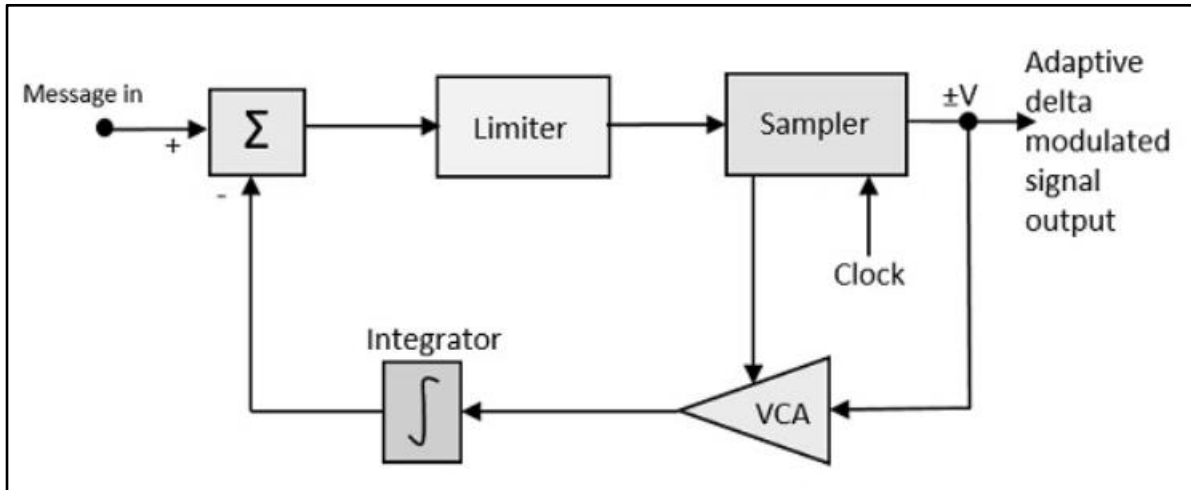 Message in
+
-
Σ
Limiter
Sampler
±V
Adaptive
delta
modulated
signal
output
Clock
Integrator
∫
VCA